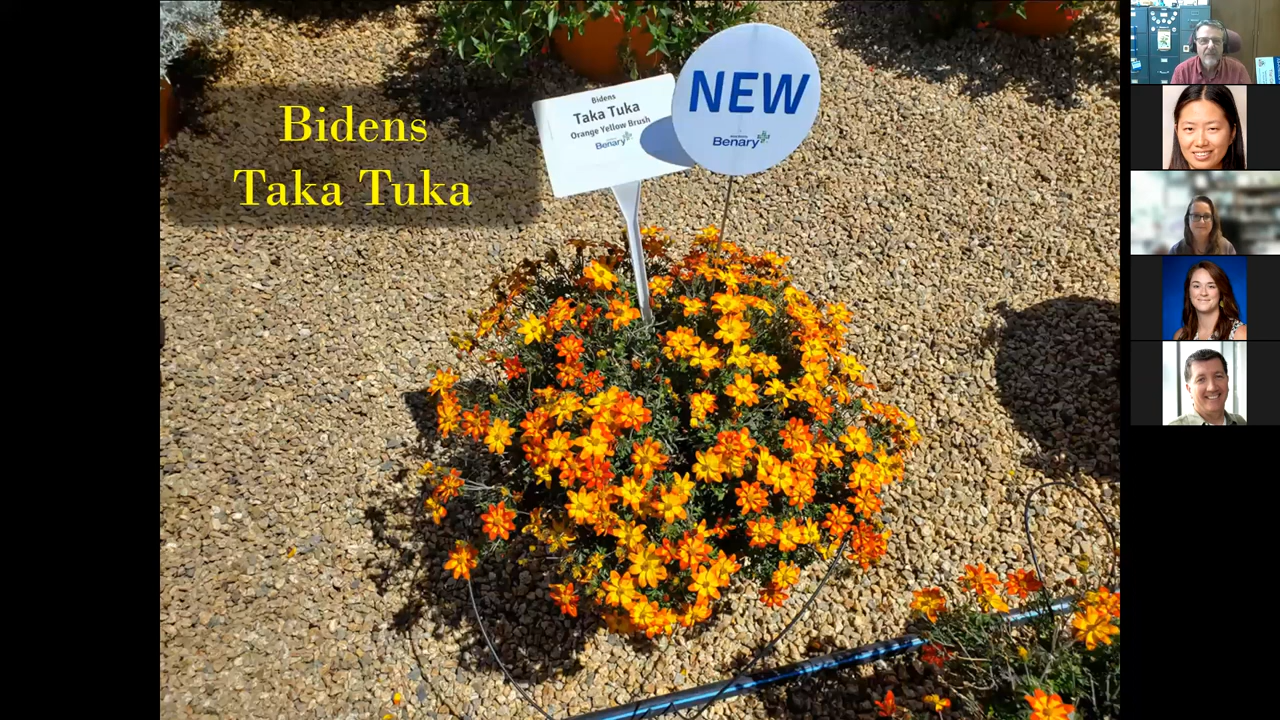 Bidens
Taka Tuka
Bidens
Taka Tuka
Orange Yellow Brush
Benary
NEW
Benary